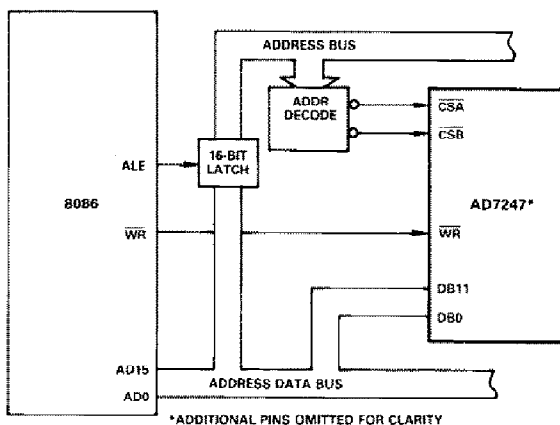 ADDRESS BUS
ADDR
DECODE
CSA
CSB
ALE
16-BIT
LATCH
8086
AD7247*
WR
WR
DB11
DB0
AD15
ADDRESS DATA BUS
AD0
*ADDITIONAL PINS OMITTED FOR CLARITY